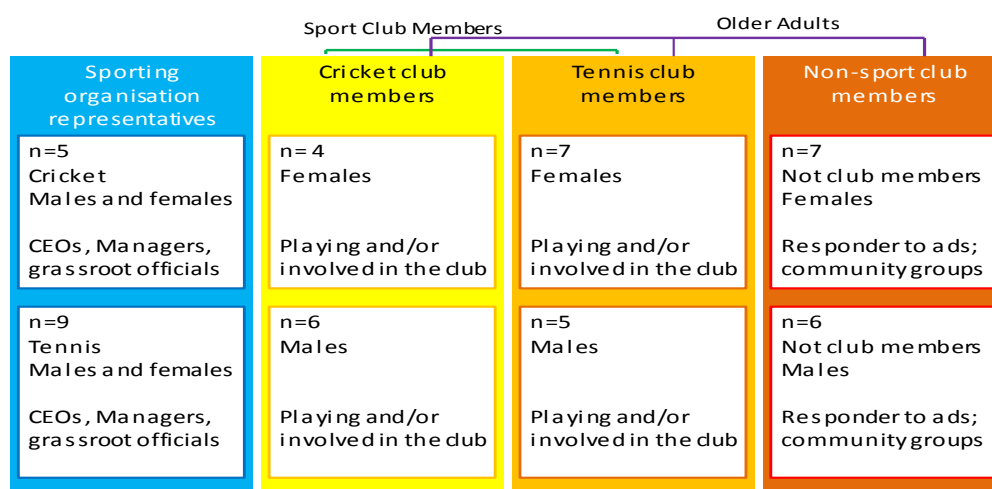 Sport Club Members
Older Adults
Sporting
organisation
representatives
n=5
Cricket
Males and females
CEOs, Managers,
grassroot officials
n=9
Tennis
Males and females
CEOs, Managers,
grassroot officials
Cricket club
members
n= 4
Females
Playing and/or
involved in the club
n=6
Males
Playing and/or
involved in the club
Tennis club
members
n=7
Females
Playing and/or
involved in the club
n=5
Males
Playing and/or
involved in the club
Non-sport club
members
n=7
Not club members
Females
Responder to ads;
community groups
n=6
Not club members
Males
Responder to ads;
community groups